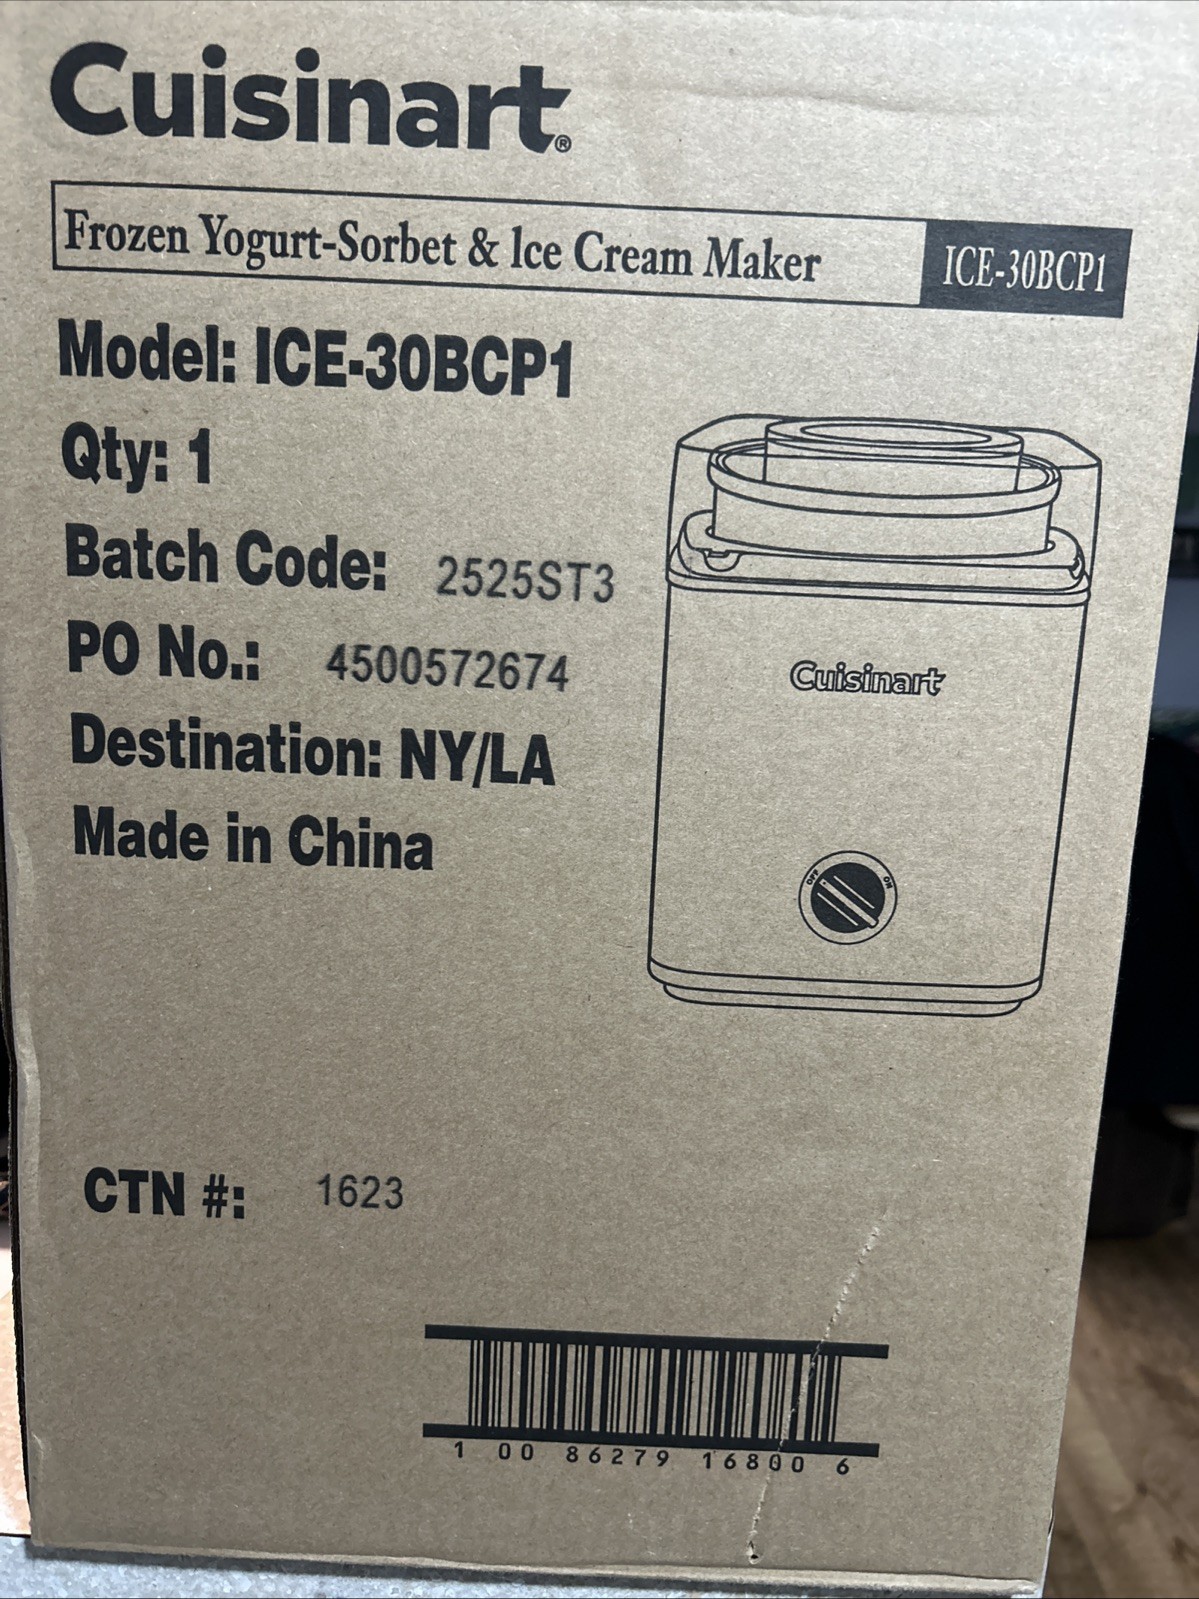 Cuisinart®
Frozen Yogurt-Sorbet & Ice Cream Maker ICE-30BCP1
Model: ICE-30BCP1
Qty: 1
Batch Code: 2525ST3
PO No.: 4500572674
Destination: NY/LA
Made in China
Cuisinart
OFF ON
CTN #: 1623
1 00 86279 16800 6